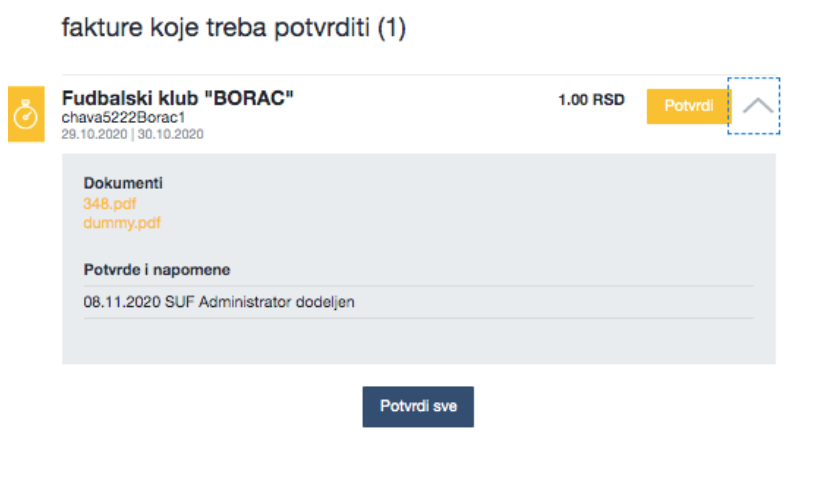 fakture koje treba potvrditi (1)
Fudbalski klub "BORAC"
1.00 RSD
Potvrdi
chava5222Borac1
29.10.2020 | 30.10.2020
Dokumenti
348.pdf
dummy.pdf
Potvrde i napomene
08.11.2020 SUF Administrator dodeljen
Potvrdi sve